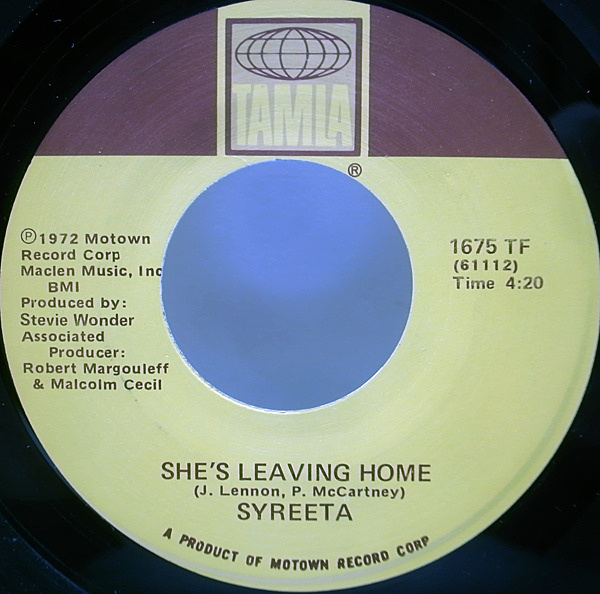 TAMLA
®
℗1972 Motown
Record Corp
Maclen Music, Inc
BMI
Produced by:
Stevie Wonder
Associated
Producer:
Robert Margouleff
& Malcolm Cecil
1675 TF
(61112)
Time 4:20
SHE'S LEAVING HOME
(J. Lennon, P. McCartney)
SYREETA
A PRODUCT OF MOTOWN RECORD CORP